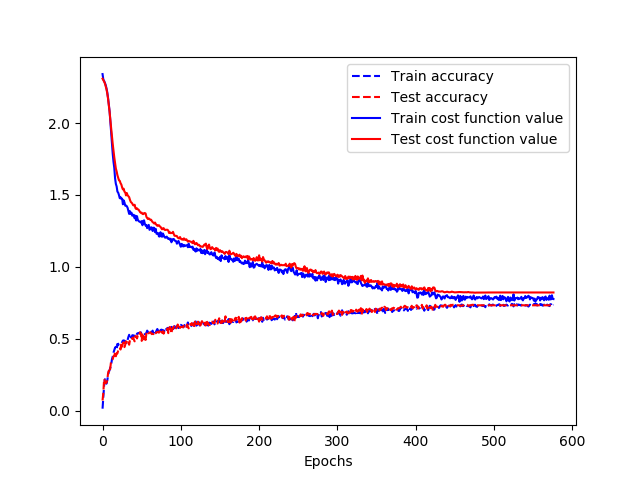 Train accuracy
Test accuracy
Train cost function value
Test cost function value
2.0
1.5
1.0
0.5
0.0
0 100 200 300 400 500 600
Epochs